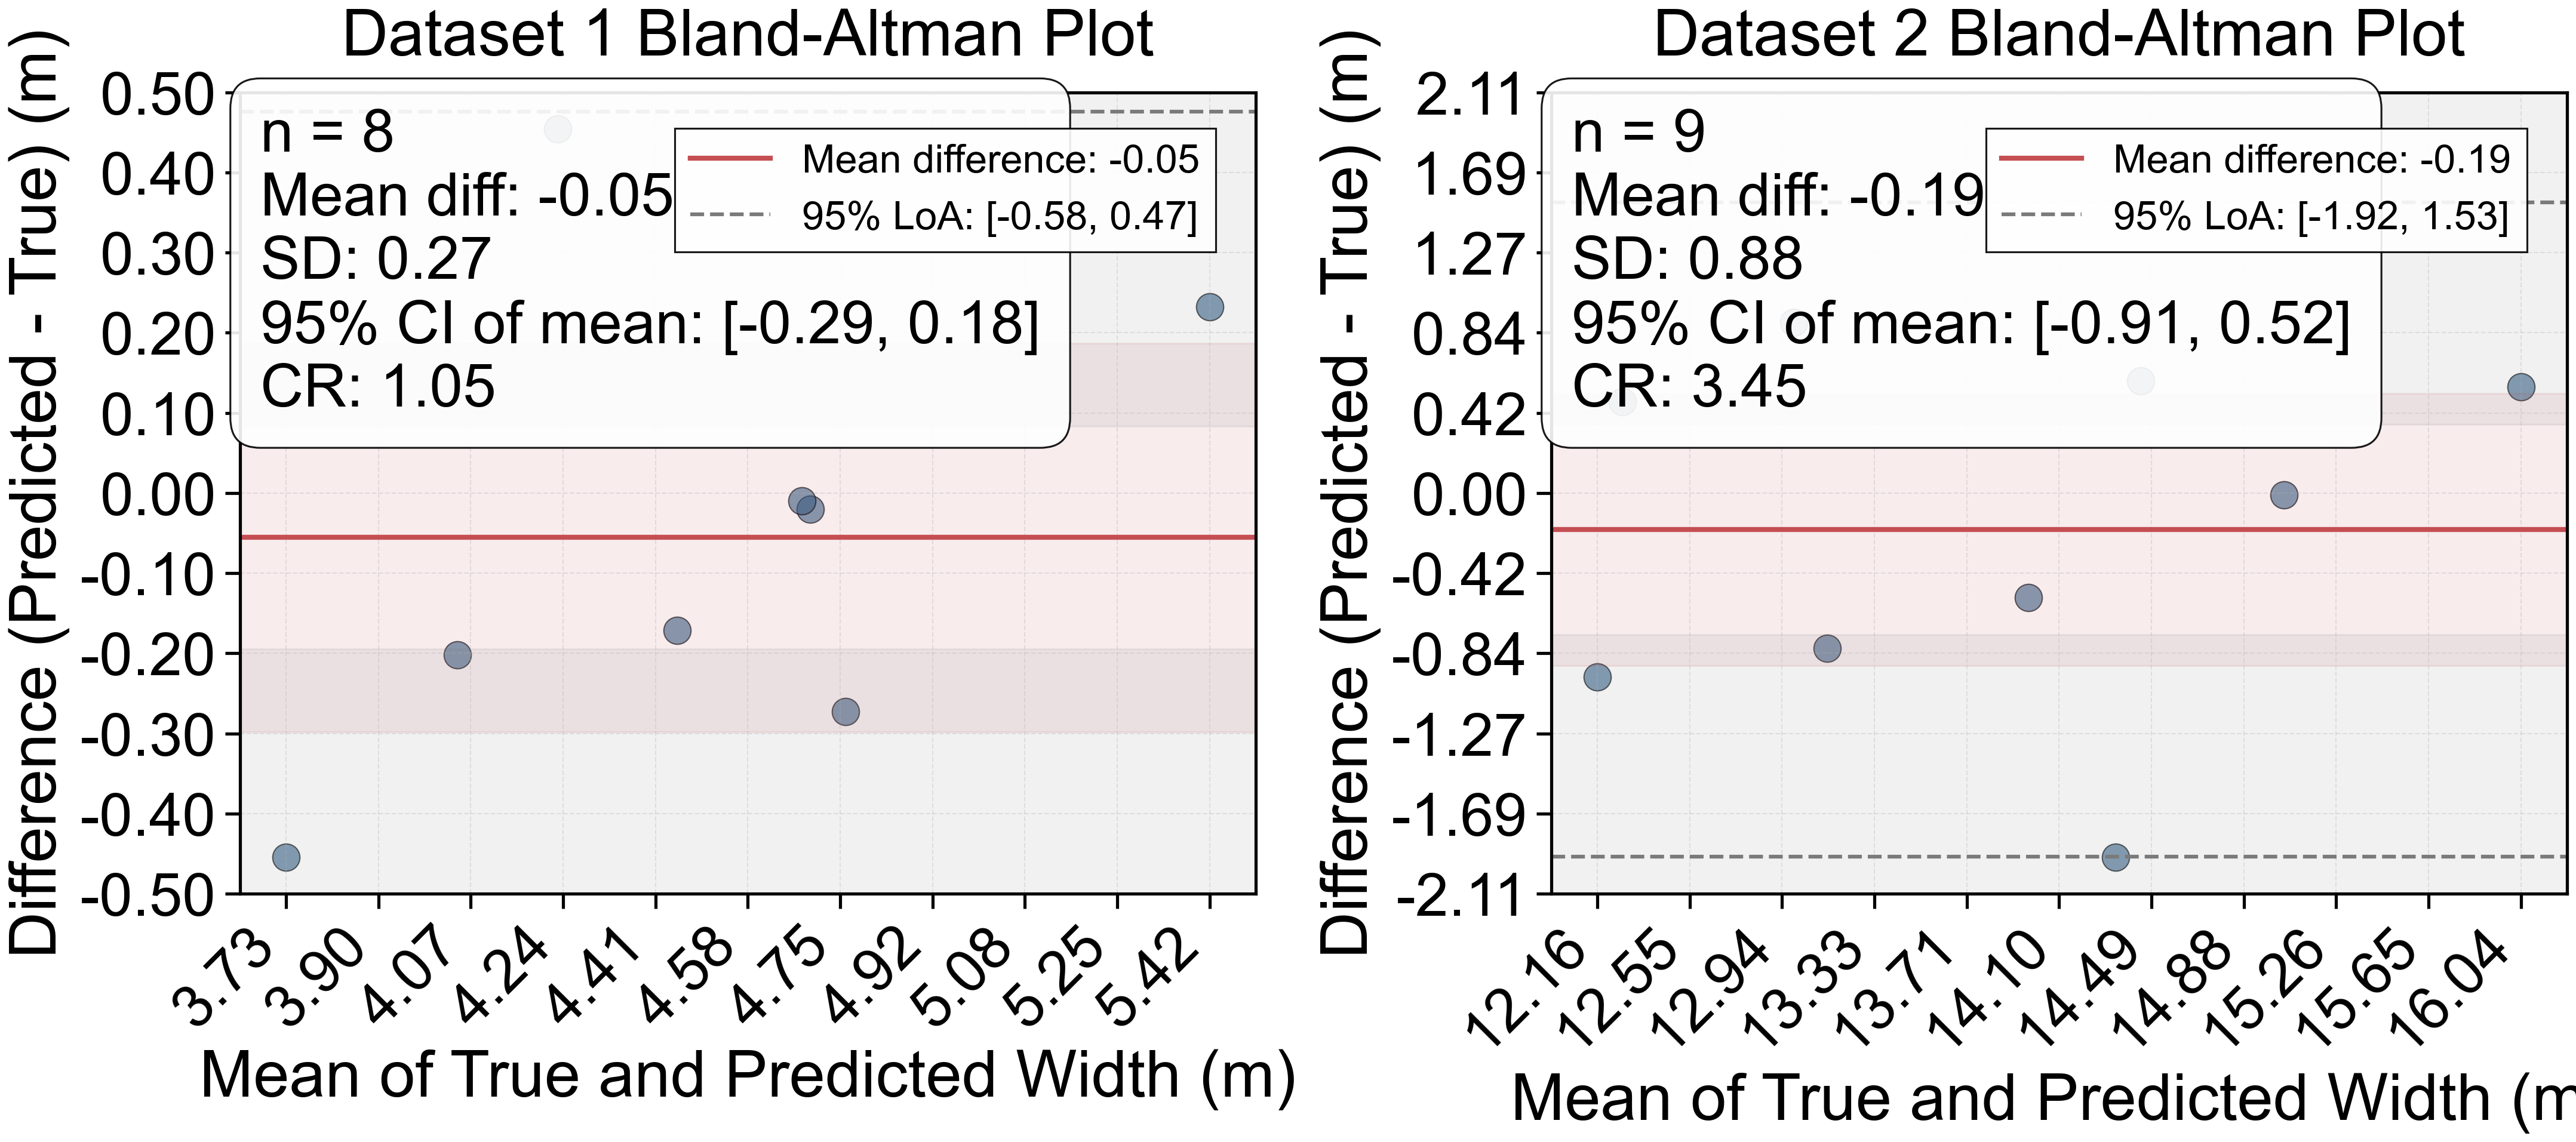 Dataset 1 Bland-Altman Plot
Difference (Predicted - True) (m)
0.50
0.40
0.30
0.20
0.10
0.00
-0.10
-0.20
-0.30
-0.40
-0.50
n = 8
Mean diff: -0.05
SD: 0.27
95% CI of mean: [-0.29, 0.18]
CR: 1.05
Mean difference: -0.05
95% LoA: [-0.58, 0.47]
3.73
3.90
4.07
4.24
4.41
4.58
4.75
4.92
5.08
5.25
5.42
Mean of True and Predicted Width (m)
Dataset 2 Bland-Altman Plot
Difference (Predicted - True) (m)
2.11
1.69
1.27
0.84
0.42
0.00
-0.42
-0.84
-1.27
-1.69
-2.11
n = 9
Mean diff: -0.19
SD: 0.88
95% CI of mean: [-0.91, 0.52]
CR: 3.45
Mean difference: -0.19
95% LoA: [-1.92, 1.53]
12.16
12.55
12.94
13.33
13.71
14.10
14.49
14.88
15.26
15.65
16.04
Mean of True and Predicted Width (m